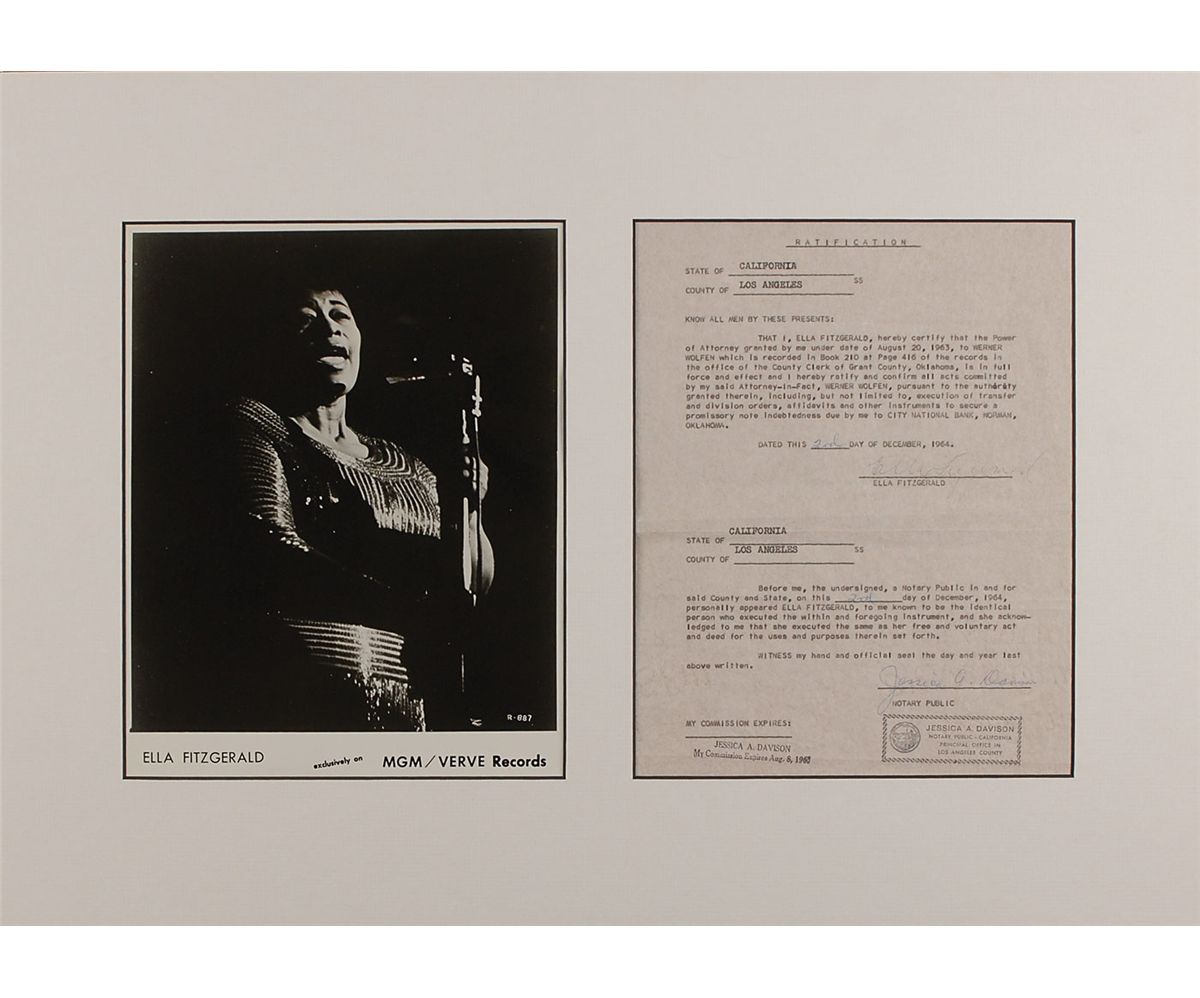 R-887
ELLA FITZGERALD
exclusively on MGM/VERVE Records
RATIFICATION
STATE OF CALIFORNIA
COUNTY OF LOS ANGELES SS
KNOW ALL MEN BY THESE PRESENTS:
THAT I, ELLA FITZGERALD, hereby certify that the Power
of Attorney granted by me under date of August 20, 1963, to WERNER
WOLFEN which is recorded in Book 210 at Page 416 of the records in
the office of the County Clerk of Grant County, Oklahoma, is in full
force and effect and I hereby ratify and confirm all acts committed
by my said Attorney-in-Fact, WERNER WOLFEN, pursuant to the authority
granted therein, including, but not limited to, execution of transfer
and division orders, affidavits and other instruments to secure a
promissory note indebtedness due by me to CITY NATIONAL BANK, NORMAN,
OKLAHOMA.
DATED THIS 2nd DAY OF DECEMBER, 1964.
ELLA FITZGERALD
STATE OF CALIFORNIA
COUNTY OF LOS ANGELES SS
Before me, the undersigned, a Notary Public in and for
said County and State, on this 2nd day of December, 1964,
personally appeared ELLA FITZGERALD, to me known to be the identical
person who executed the within and foregoing instrument, and she acknow-
ledged to me that she executed the same as her free and voluntary act
and deed for the uses and purposes therein set forth.
WITNESS my hand and official seal the day and year last
above written.
Jessica A. Davison
NOTARY PUBLIC
MY COMMISSION EXPIRES:
JESSICA A. DAVISON
My Commission Expires Aug. 8,
JESSICA A. DAVISON
NOTARY PUBLIC - CALIFORNIA
PRINCIPAL OFFICE IN
LOS ANGELES COUNTY